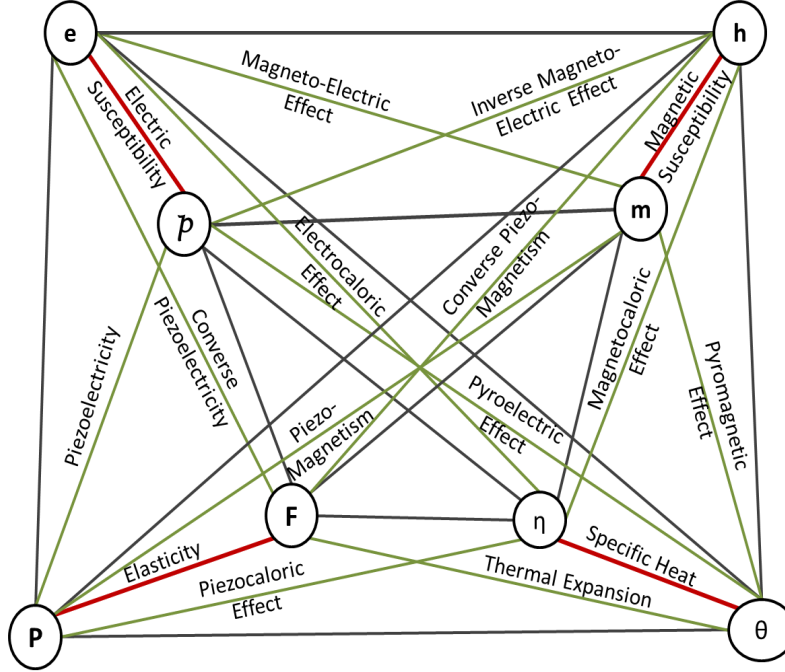 e
h
Magneto-Electric
Effect
Inverse Magneto-
Electric Effect
Electric
Susceptibility
Magnetic
Susceptibility
p
m
Electrocaloric
Effect
Converse Piezo-
Magnetism
Converse
Piezoelectricity
Magnetocaloric
Effect
Piezoelectricity
Pyromagnetic
Effect
Piezo-
Magnetism
Pyroelectric
Effect
F
η
Elasticity
Piezocaloric
Effect
Specific Heat
Thermal Expansion
P
θ